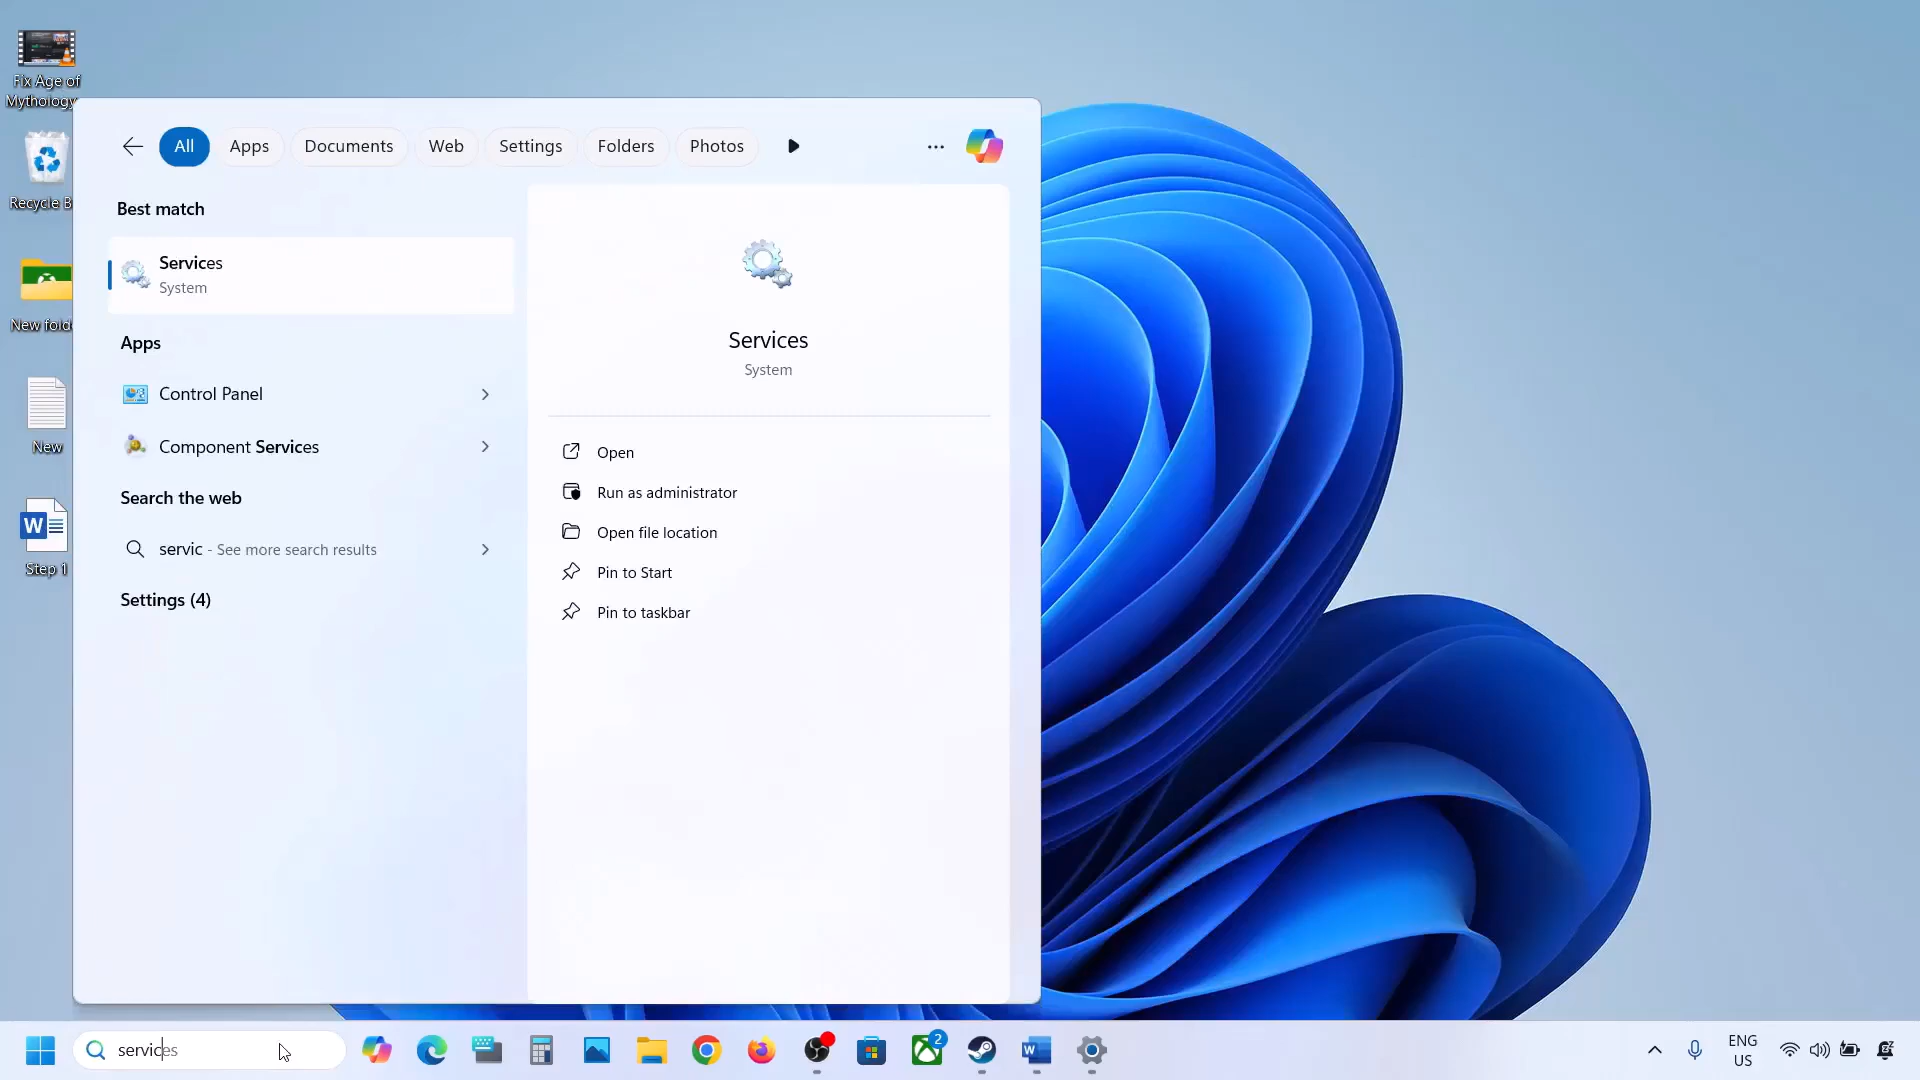 Fix Age of
Mythology
Recycle B
New fold
New
Step 1
All
Apps
Documents
Web
Settings
Folders
Photos
Best match
Services
System
Apps
Control Panel
Component Services
Search the web
servic - See more search results
Settings (4)
Services
System
Open
Run as administrator
Open file location
Pin to Start
Pin to taskbar
services
2
ENG
US